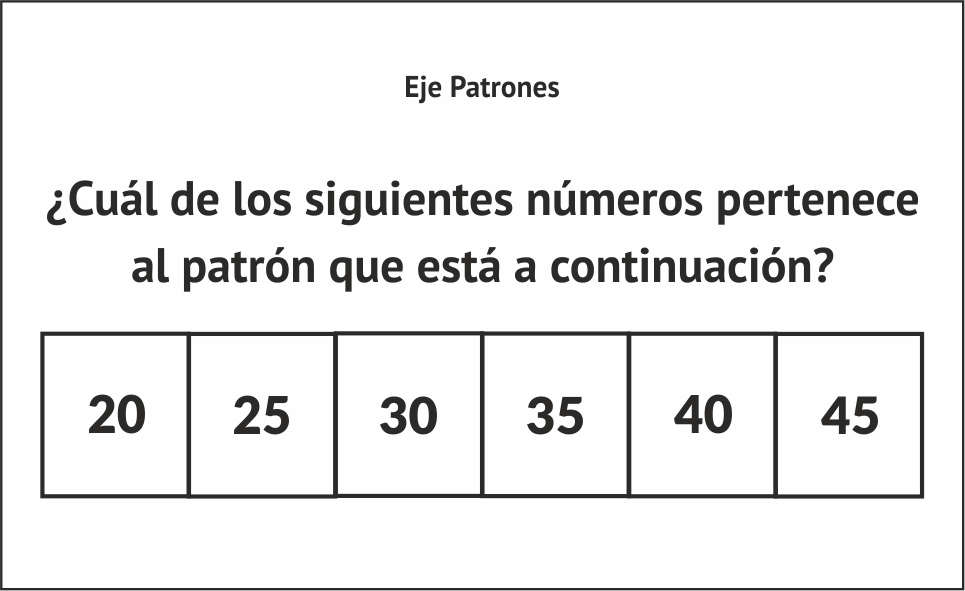 Eje Patrones
¿Cuál de los siguientes números pertenece
al patrón que está a continuación?
20 25 30 35 40 45